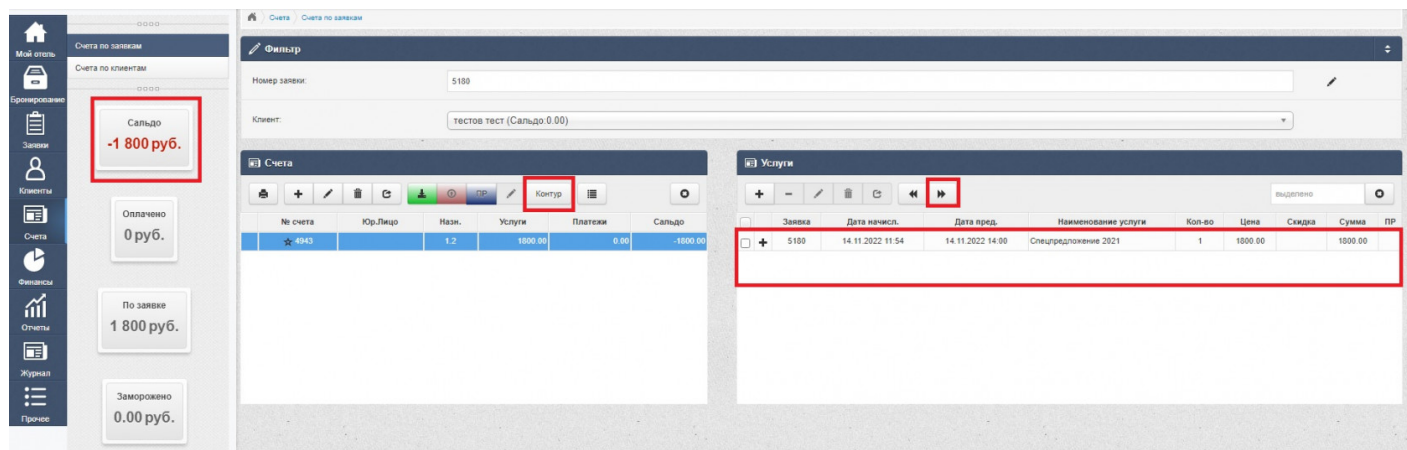 Мой отель
Бронирование
Заявки
Клиенты
Счета
Финансы
Отчеты
Журнал
Прочее
Счета по заявкам
Счета по клиентам
Сальдо
-1 800 руб.
Оплачено
0 руб.
По заявке
1 800 руб.
Заморожено
0.00 руб.
Счета Счета по заявкам
Фильтр
Номер заявки: 5180
Клиент: тестов тест (Сальдо:0.00)
Счета
ПР Контур
№ счета Юр.Лицо Назн. Услуги Платежи Сальдо
4943 1.2 1800.00 0.00 -1800.00
Услуги
выделено
Заявка Дата начисл. Дата пред. Наименование услуги Кол-во Цена Скидка Сумма ПР
5180 14.11.2022 11:54 14.11.2022 14:00 Спецпредложение 2021 1 1800.00 1800.00